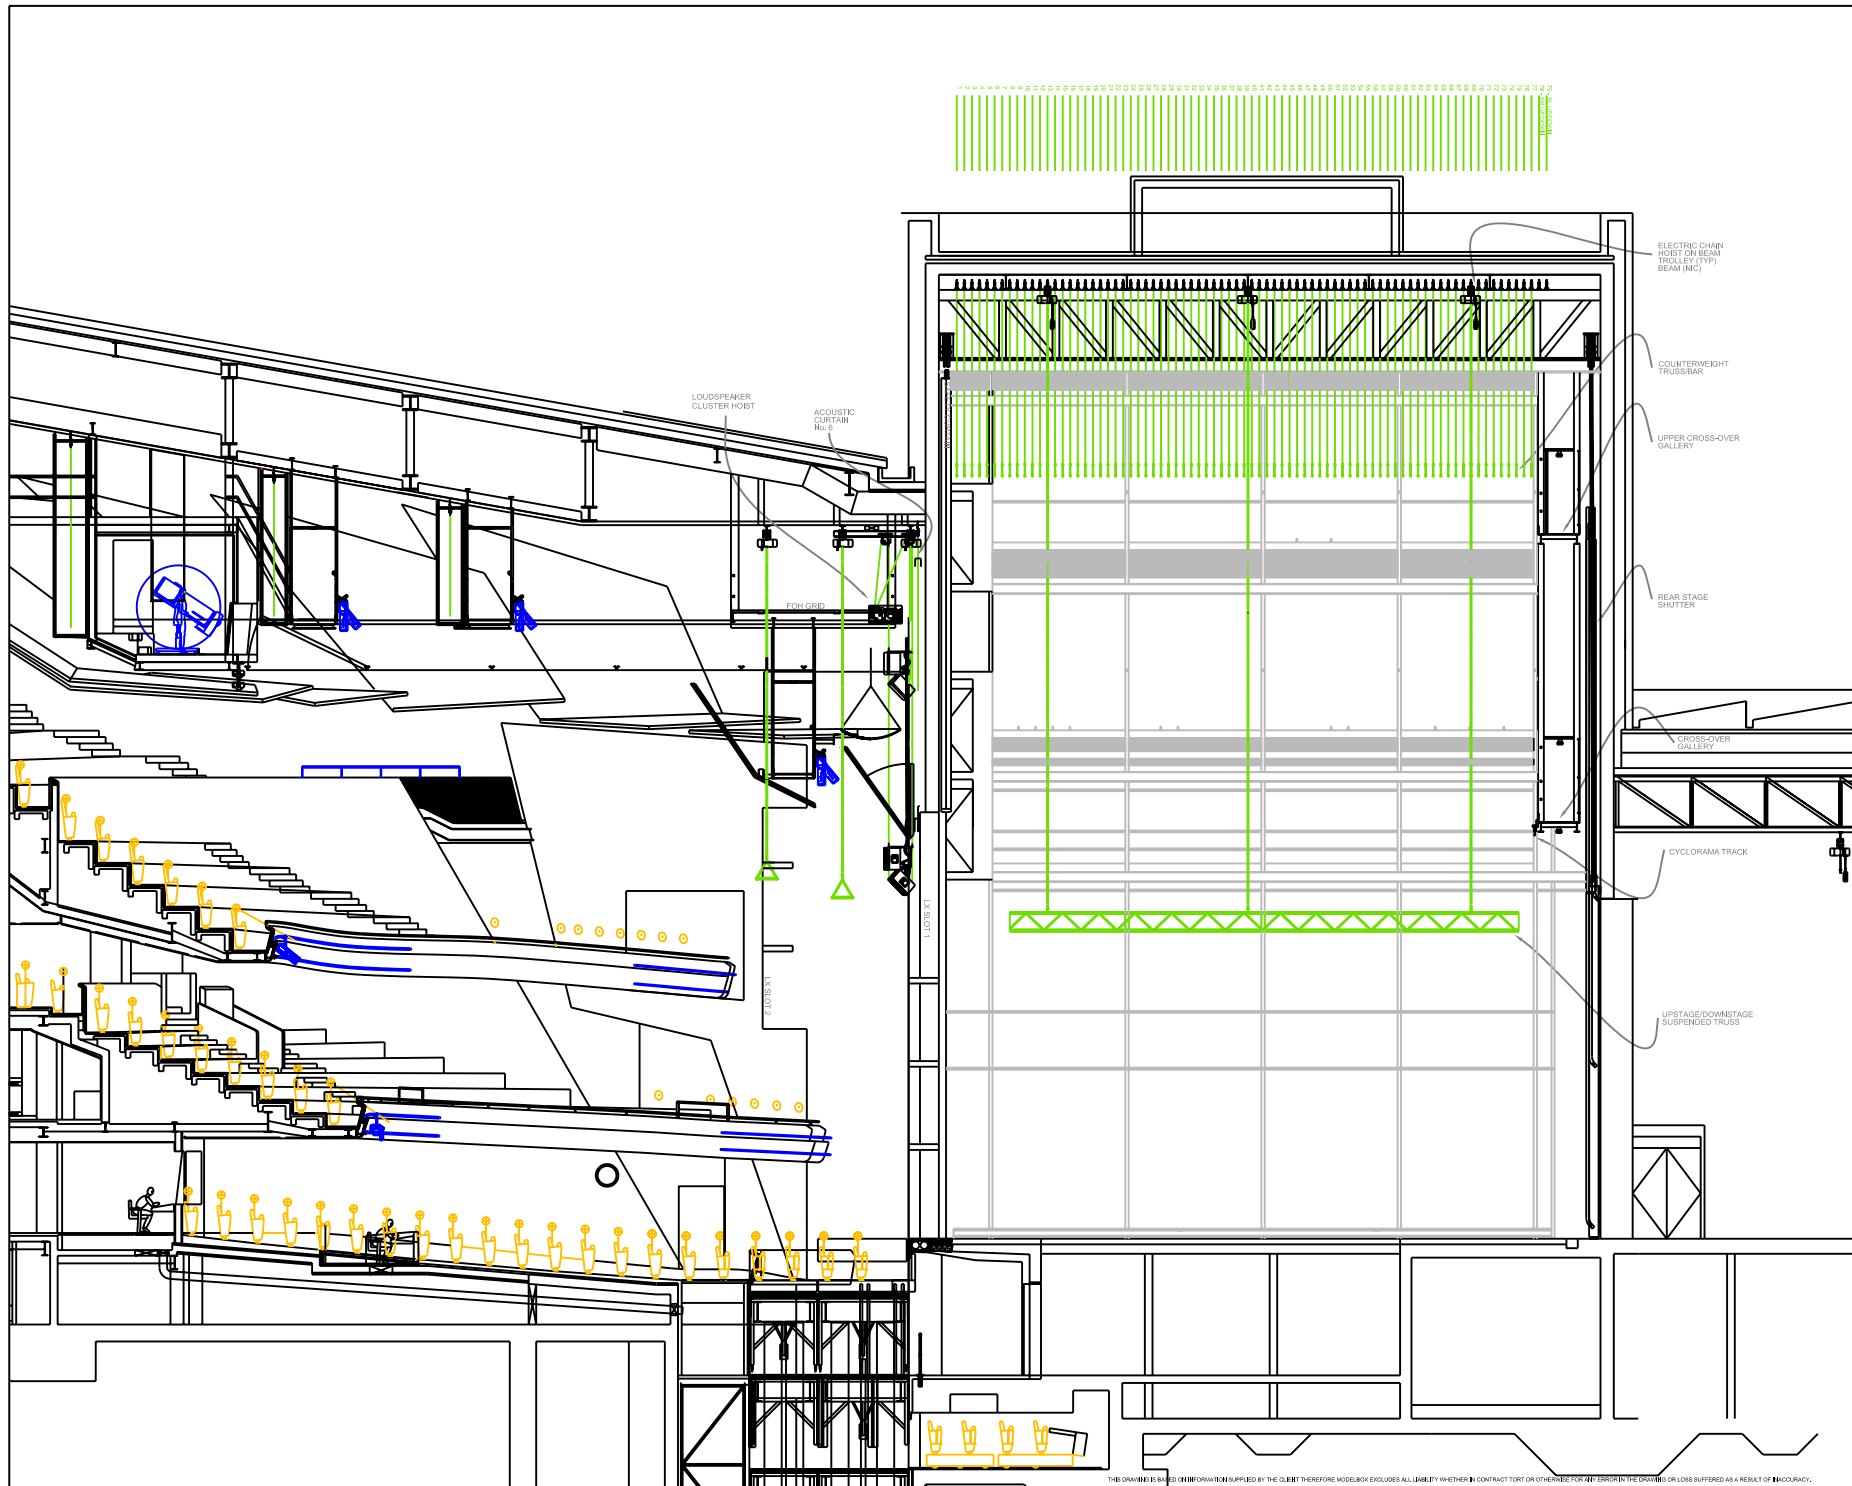 79 - SL UP/DOWN
ELECTRIC CHAIN
HOIST ON BEAM
TROLLEY (TYP)
BEAM (NIC)
COUNTERWEIGHT
TRUSS/BAR
LOUDSPEAKER
CLUSTER HOIST
ACOUSTIC
CURTAIN
No. 6
UPPER CROSS-OVER
GALLERY
REAR STAGE
SHUTTER
FOH GRID
CROSS-OVER
GALLERY
CYCLORAMA TRACK
LX SLOT 1
LX SLOT 2
UPSTAGE/DOWNSTAGE
SUSPENDED TRUSS
THIS DRAWING IS BASED ON INFORMATION SUPPLIED BY THE CLIENT THEREFORE MODELBOX EXCLUDES ALL LIABILITY WHETHER IN CONTRACT TORT OR OTHERWISE FOR ANY ERROR IN THE DRAWING OR LOSS SUFFERED AS A RESULT OF INACCURACY.